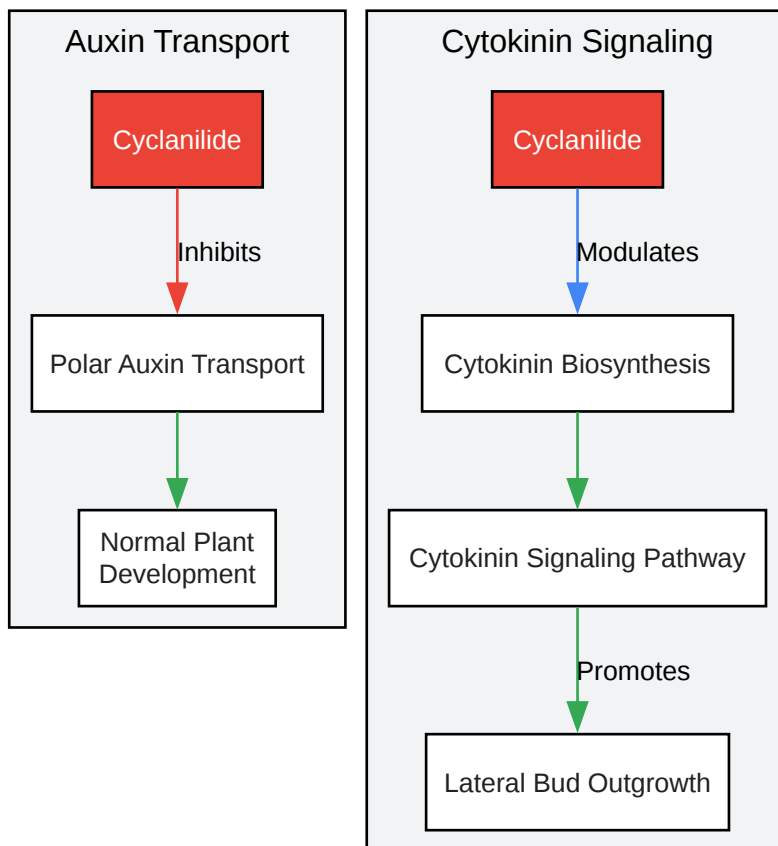 Auxin Transport
Cyclanilide
Inhibits
Polar Auxin Transport
Normal Plant
Development
Cytokinin Signaling
Cyclanilide
Modulates
Cytokinin Biosynthesis
Cytokinin Signaling Pathway
Promotes
Lateral Bud Outgrowth